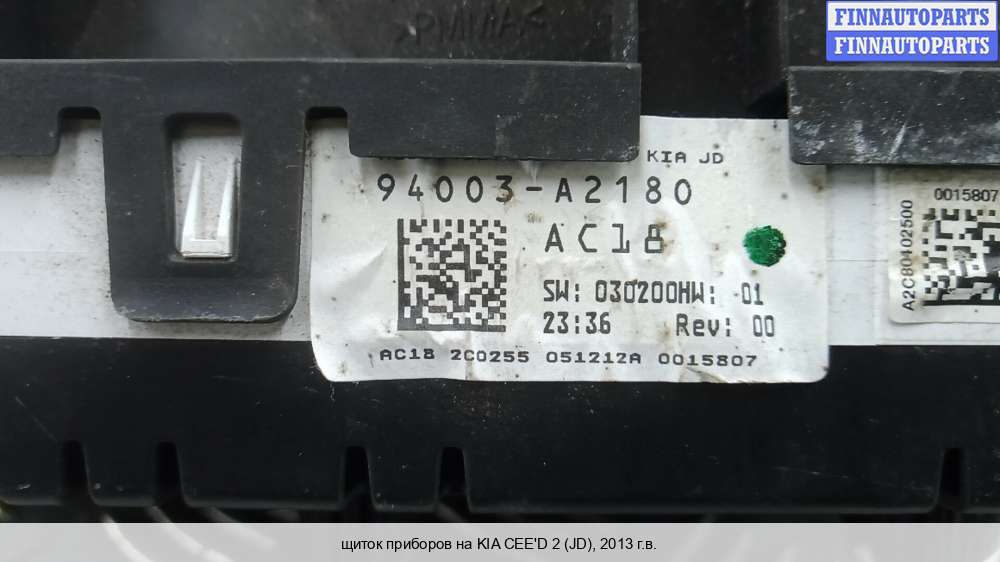 FINNAUTOPARTS
FINNAUTOPARTS
>PMMA<
KIA JD
94003-A2180
AC18
SW: 030200HW: 01
23:36 Rev: 00
AC18 2C0255 051212A 0015807
0015807
A2C80402500
щиток приборов на KIA CEE'D 2 (JD), 2013 г.в.